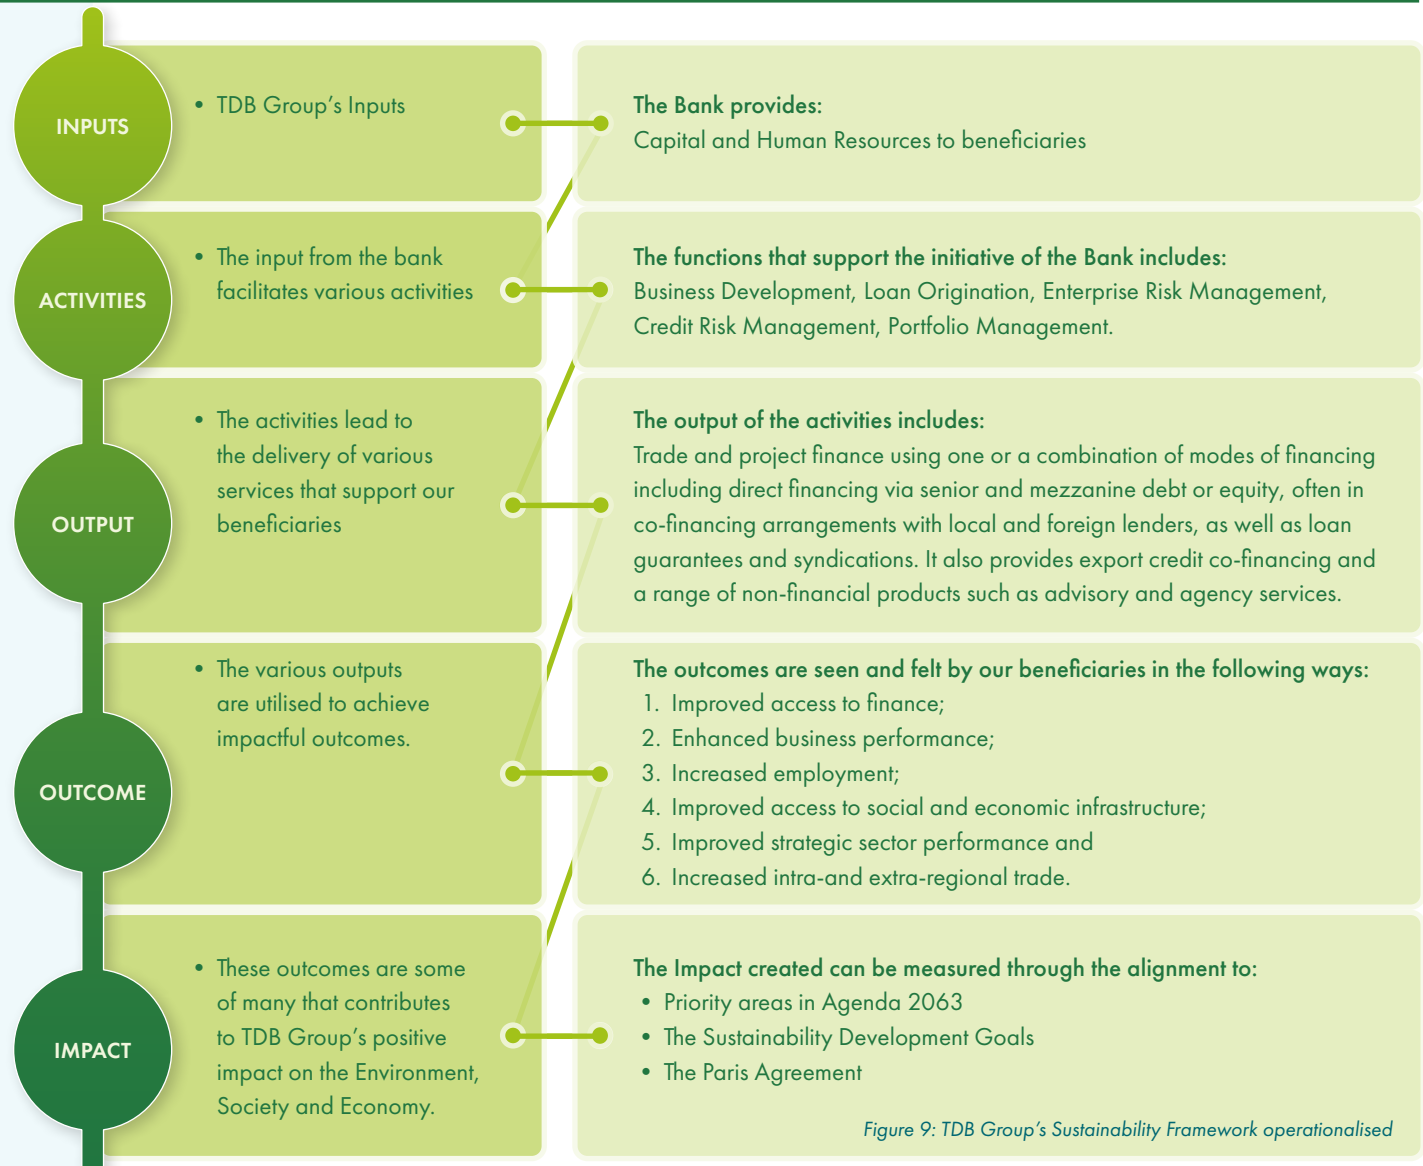 INPUTS
• TDB Group's Inputs
The Bank provides:
Capital and Human Resources to beneficiaries
ACTIVITIES
• The input from the bank
facilitates various activities
The functions that support the initiative of the Bank includes:
Business Development, Loan Origination, Enterprise Risk Management,
Credit Risk Management, Portfolio Management.
OUTPUT
• The activities lead to
the delivery of various
services that support our
beneficiaries
The output of the activities includes:
Trade and project finance using one or a combination of modes of financing
including direct financing via senior and mezzanine debt or equity, often in
co-financing arrangements with local and foreign lenders, as well as loan
guarantees and syndications. It also provides export credit co-financing and
a range of non-financial products such as advisory and agency services.
OUTCOME
• The various outputs
are utilised to achieve
impactful outcomes.
The outcomes are seen and felt by our beneficiaries in the following ways:
1. Improved access to finance;
2. Enhanced business performance;
3. Increased employment;
4. Improved access to social and economic infrastructure;
5. Improved strategic sector performance and
6. Increased intra-and extra-regional trade.
IMPACT
• These outcomes are some
of many that contributes
to TDB Group's positive
impact on the Environment,
Society and Economy.
The Impact created can be measured through the alignment to:
• Priority areas in Agenda 2063
• The Sustainability Development Goals
• The Paris Agreement
Figure 9: TDB Group's Sustainability Framework operationalised